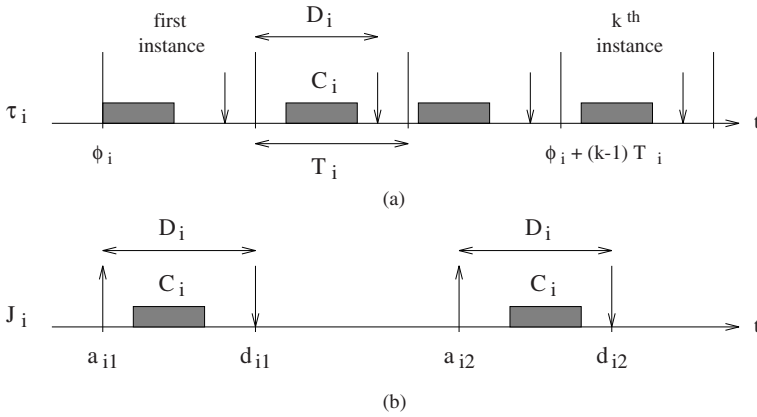 first
instance
D i
k th
instance
C i
τ i
t
ϕ i
T i
ϕ i + (k-1) T i
(a)
D i
D i
C i
C i
J i
t
a i1
d i1
a i2
d i2
(b)